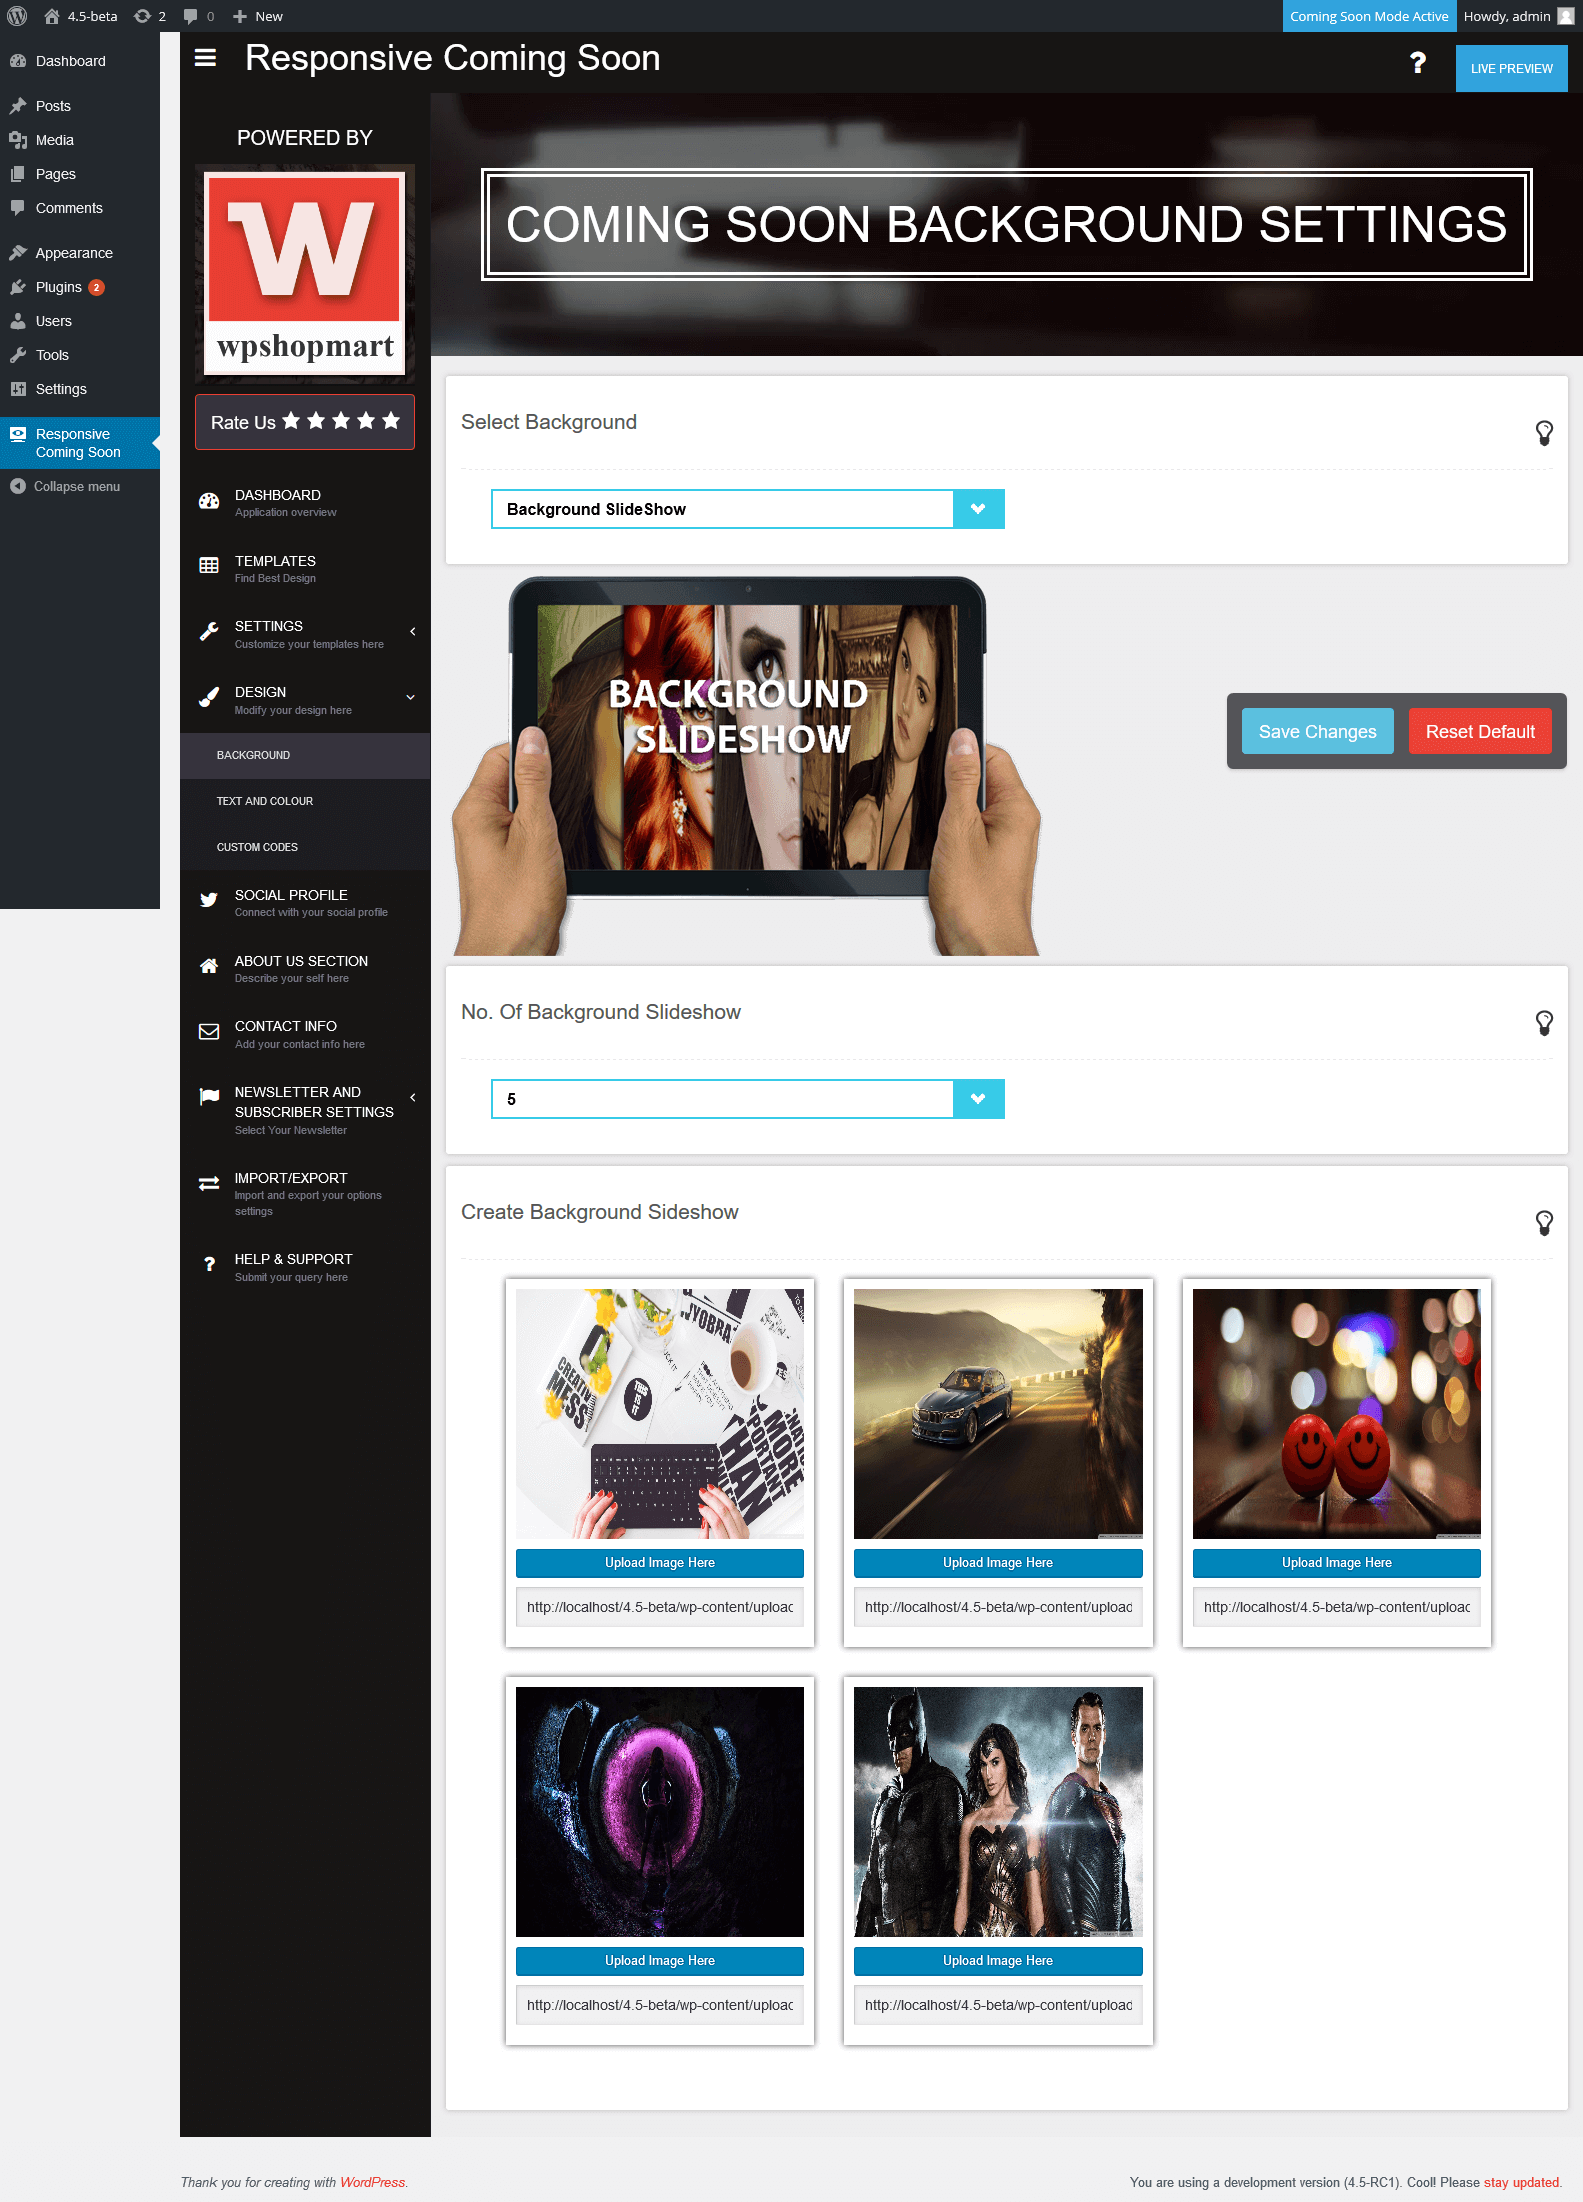 4.5-beta
2
0
New
Coming Soon Mode Active
Howdy, admin
Dashboard
Posts
Media
Pages
Comments
Appearance
Plugins 2
Users
Tools
Settings
Responsive
Coming Soon
Collapse menu
Responsive Coming Soon
?
LIVE PREVIEW
POWERED BY
W
wpshopmart
Rate Us
DASHBOARD
Application overview
TEMPLATES
Find Best Design
SETTINGS
Customize your templates here
DESIGN
Modify your design here
BACKGROUND
TEXT AND COLOUR
CUSTOM CODES
SOCIAL PROFILE
Connect with your social profile
ABOUT US SECTION
Describe your self here
CONTACT INFO
Add your contact info here
NEWSLETTER AND
SUBSCRIBER SETTINGS
Select Your Newsletter
IMPORT/EXPORT
Import and export your options
settings
?
HELP & SUPPORT
Submit your query here
COMING SOON BACKGROUND SETTINGS
Select Background
Background SlideShow
BACKGROUND
SLIDESHOW
Save Changes
Reset Default
No. Of Background Slideshow
5
Create Background Sideshow
Upload Image Here
http://localhost/4.5-beta/wp-content/uploac
Upload Image Here
http://localhost/4.5-beta/wp-content/upload
Upload Image Here
http://localhost/4.5-beta/wp-content/uploac
Upload Image Here
http://localhost/4.5-beta/wp-content/uploac
Upload Image Here
http://localhost/4.5-beta/wp-content/upload
Thank you for creating with WordPress.
You are using a development version (4.5-RC1). Cool! Please stay updated.